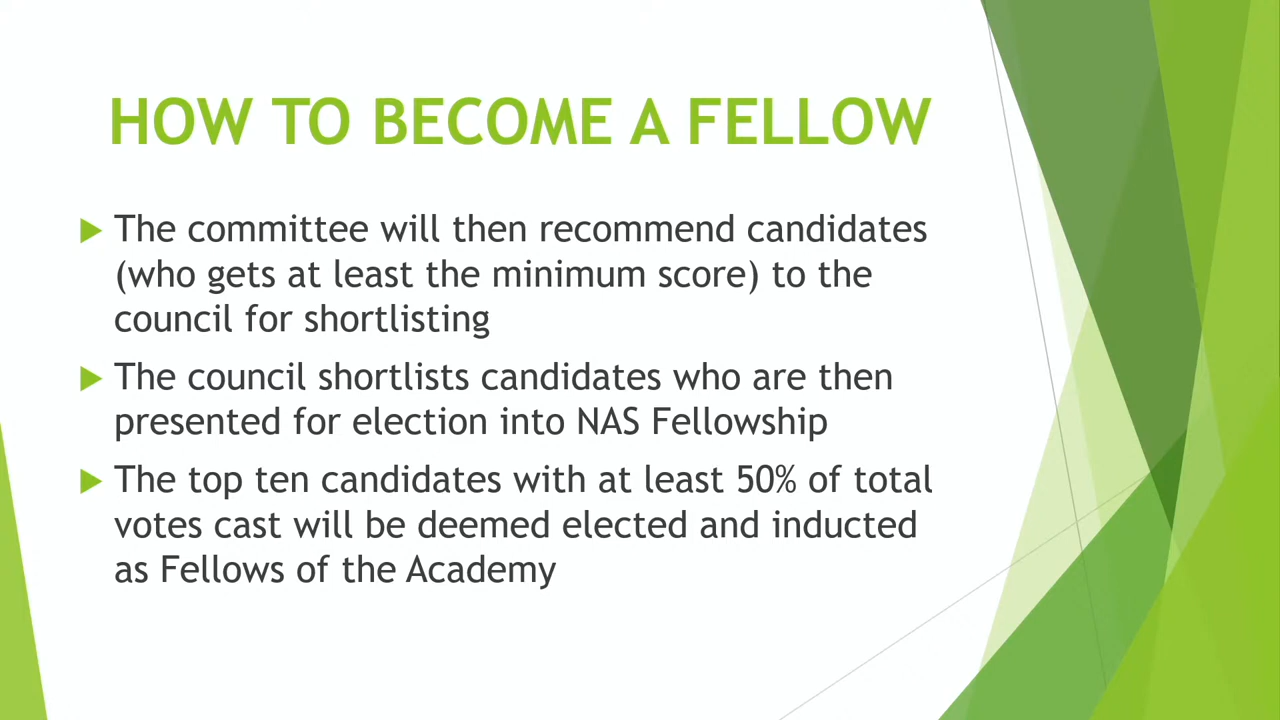 HOW TO BECOME A FELLOW
The committee will then recommend candidates
(who gets at least the minimum score) to the
council for shortlisting
The council shortlists candidates who are then
presented for election into NAS Fellowship
The top ten candidates with at least 50% of total
votes cast will be deemed elected and inducted
as Fellows of the Academy